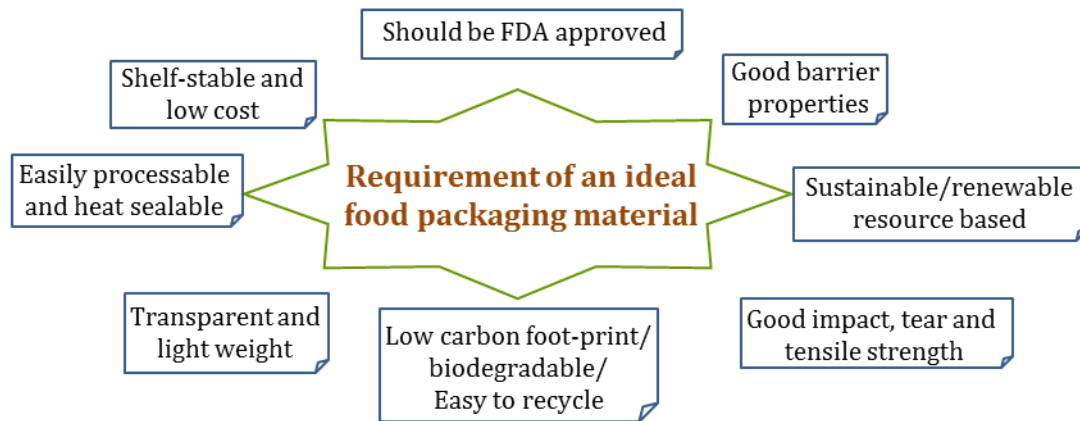 Should be FDA approved
Shelf-stable and
low cost
Good barrier
properties
Easily processable
and heat sealable
Requirement of an ideal
food packaging material
Sustainable/renewable
resource based
Transparent and
light weight
Low carbon foot-print/
biodegradable/
Easy to recycle
Good impact, tear and
tensile strength